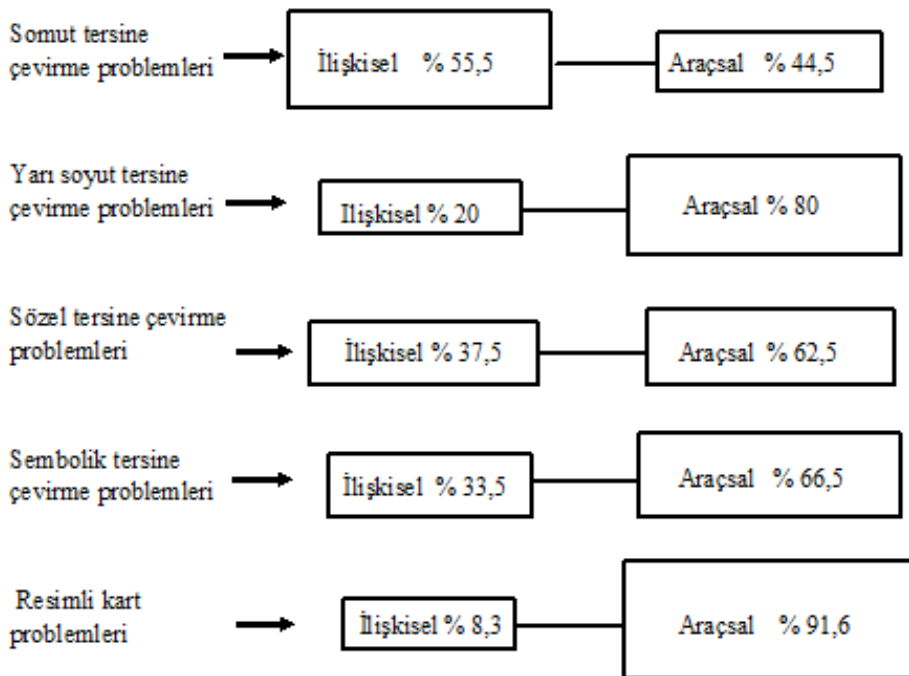 Somut tersine
çevirme problemleri
İlişkisel % 55,5
Araçsal % 44,5
Yarı soyut tersine
çevirme problemleri
Ilişkisel % 20
Araçsal % 80
Sözel tersine çevirme
problemleri
İlişkisel % 37,5
Araçsal % 62,5
Sembolik tersine
çevirme problemleri
İlişkisel % 33,5
Araçsal % 66,5
Resimli kart
problemleri
İlişkisel % 8,3
Araçsal % 91,6